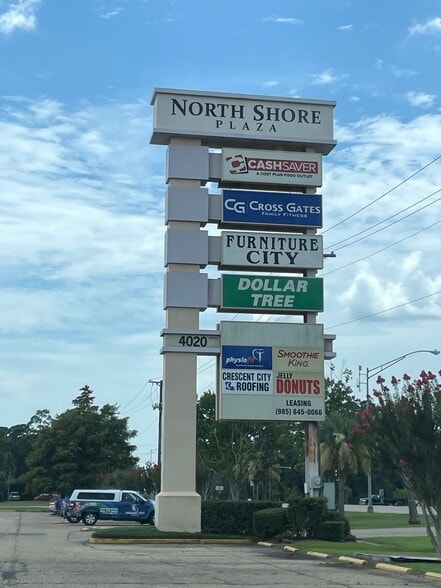 NORTH SHORE
PLAZA
CASHSAVER
A COST PLUS FOOD OUTLET
CG CROSS GATES
FAMILY FITNESS
FURNITURE
CITY
DOLLAR
TREE
4020
physiofit
SMOOTHIE
KING
CRESCENT CITY
ROOFING
JELLY
DONUTS
LEASING
(985) 645-0066